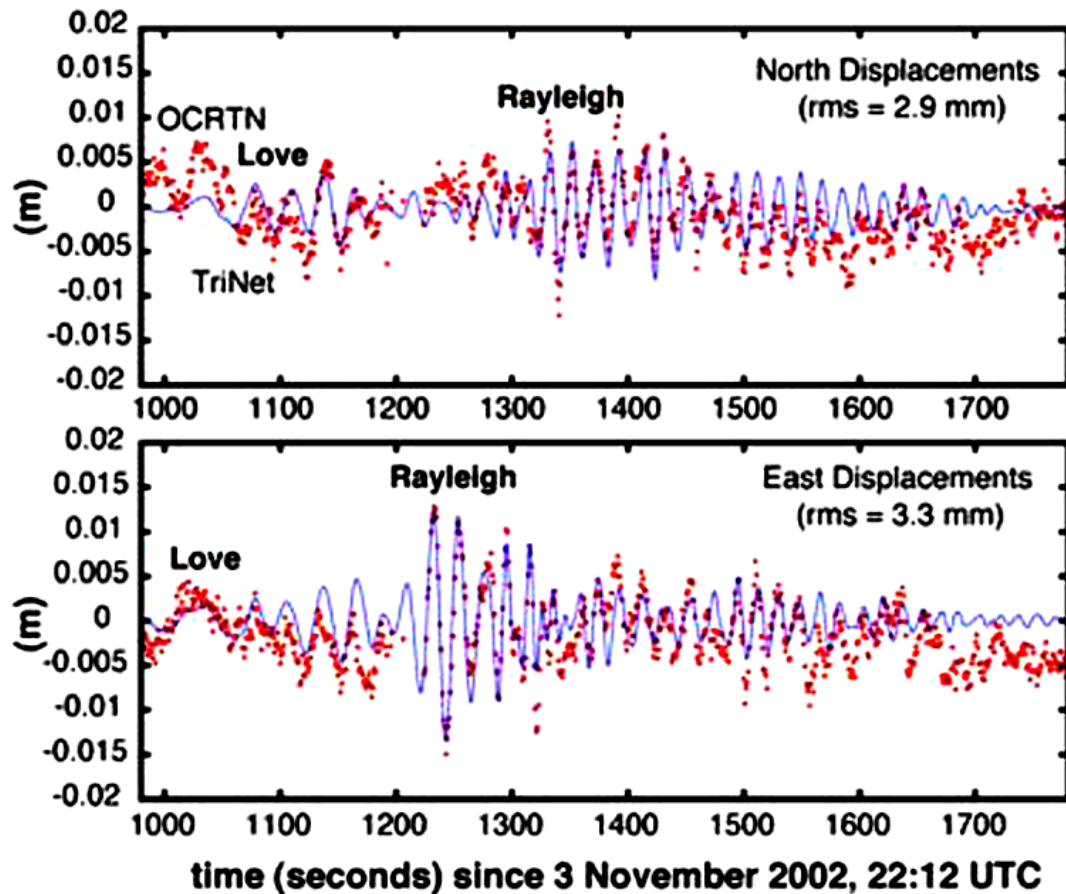 0.02
0.015
0.01
0.005
0
-0.005
-0.01
-0.015
-0.02
(m)
OCRTN
Love
TriNet
Rayleigh
North Displacements
(rms = 2.9 mm)
1000 1100 1200 1300 1400 1500 1600 1700
0.02
0.015
0.01
0.005
0
-0.005
-0.01
-0.015
-0.02
(m)
Love
Rayleigh
East Displacements
(rms = 3.3 mm)
1000 1100 1200 1300 1400 1500 1600 1700
time (seconds) since 3 November 2002, 22:12 UTC